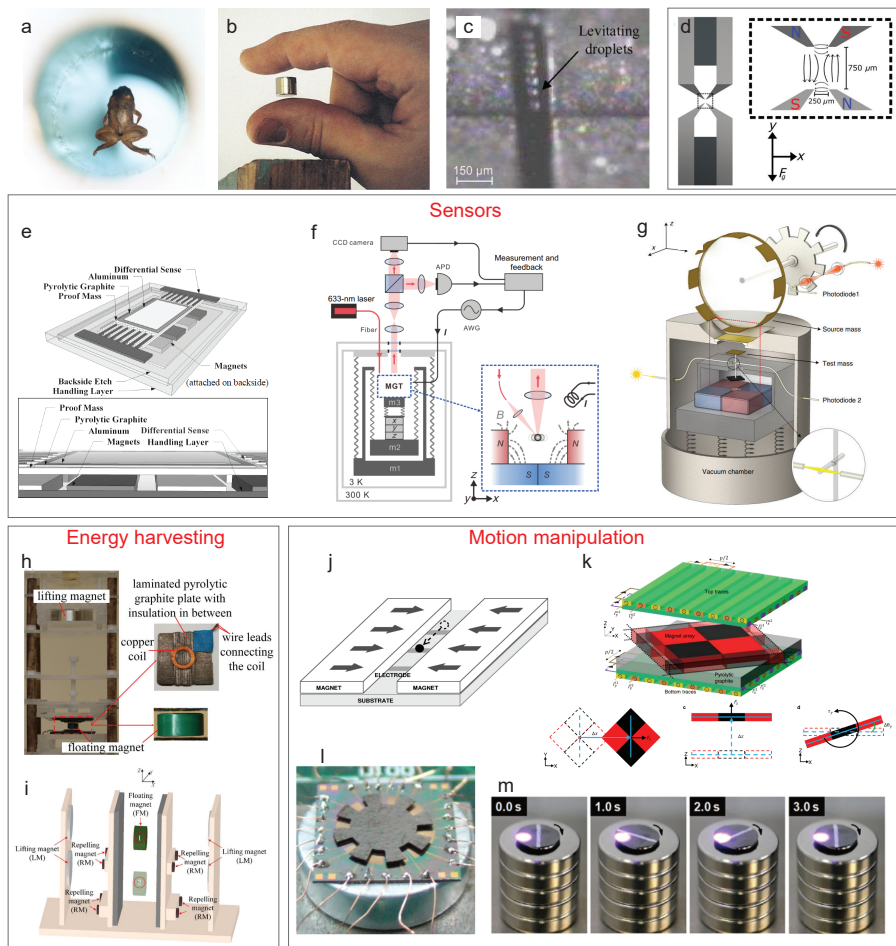 a
b
c
Levitating
droplets
150 μm
d
N
S
750 μm
250 μm
S
N
y
x
Fg
Sensors
e
Differential Sense
Aluminum
Pyrolytic Graphite
Proof Mass
Magnets
(attached on backside)
Backside Etch
Handling Layer
Proof Mass
Pyrolytic Graphite
Aluminum
Differential Sense
Magnets
Handling Layer
f
CCD camera
APD
Measurement and
feedback
633-nm laser
AWG
Fiber
I
MGT
m3
x
y
z
m2
m1
3 K
300 K
B
I
N
N
S
S
z
y
x
g
z
x
y
Photodiode1
Source mass
Test mass
Photodiode 2
Vacuum chamber
Energy harvesting
h
lifting magnet
laminated pyrolytic
graphite plate with
insulation in between
copper
coil
wire leads
connecting
the coil
floating magnet
i
Z
Floating
magnet
(FM)
Lifting magnet
(LM)
Repelling
magnet
(RM)
Repelling
magnet
(RM)
Lifting magnet
(LM)
Repelling
magnet
(RM)
Repelling
magnet
(RM)
Motion manipulation
j
ELECTRODE
MAGNET
MAGNET
SUBSTRATE
k
p/2
Top traces
Magnet array
Z
Y
X
p/2
Pyrolytic
graphite
Bottom traces
Δx
Y
X
c
Δz
Z
X
d
Z
X
l
m
0.0 s
1.0 s
2.0 s
3.0 s